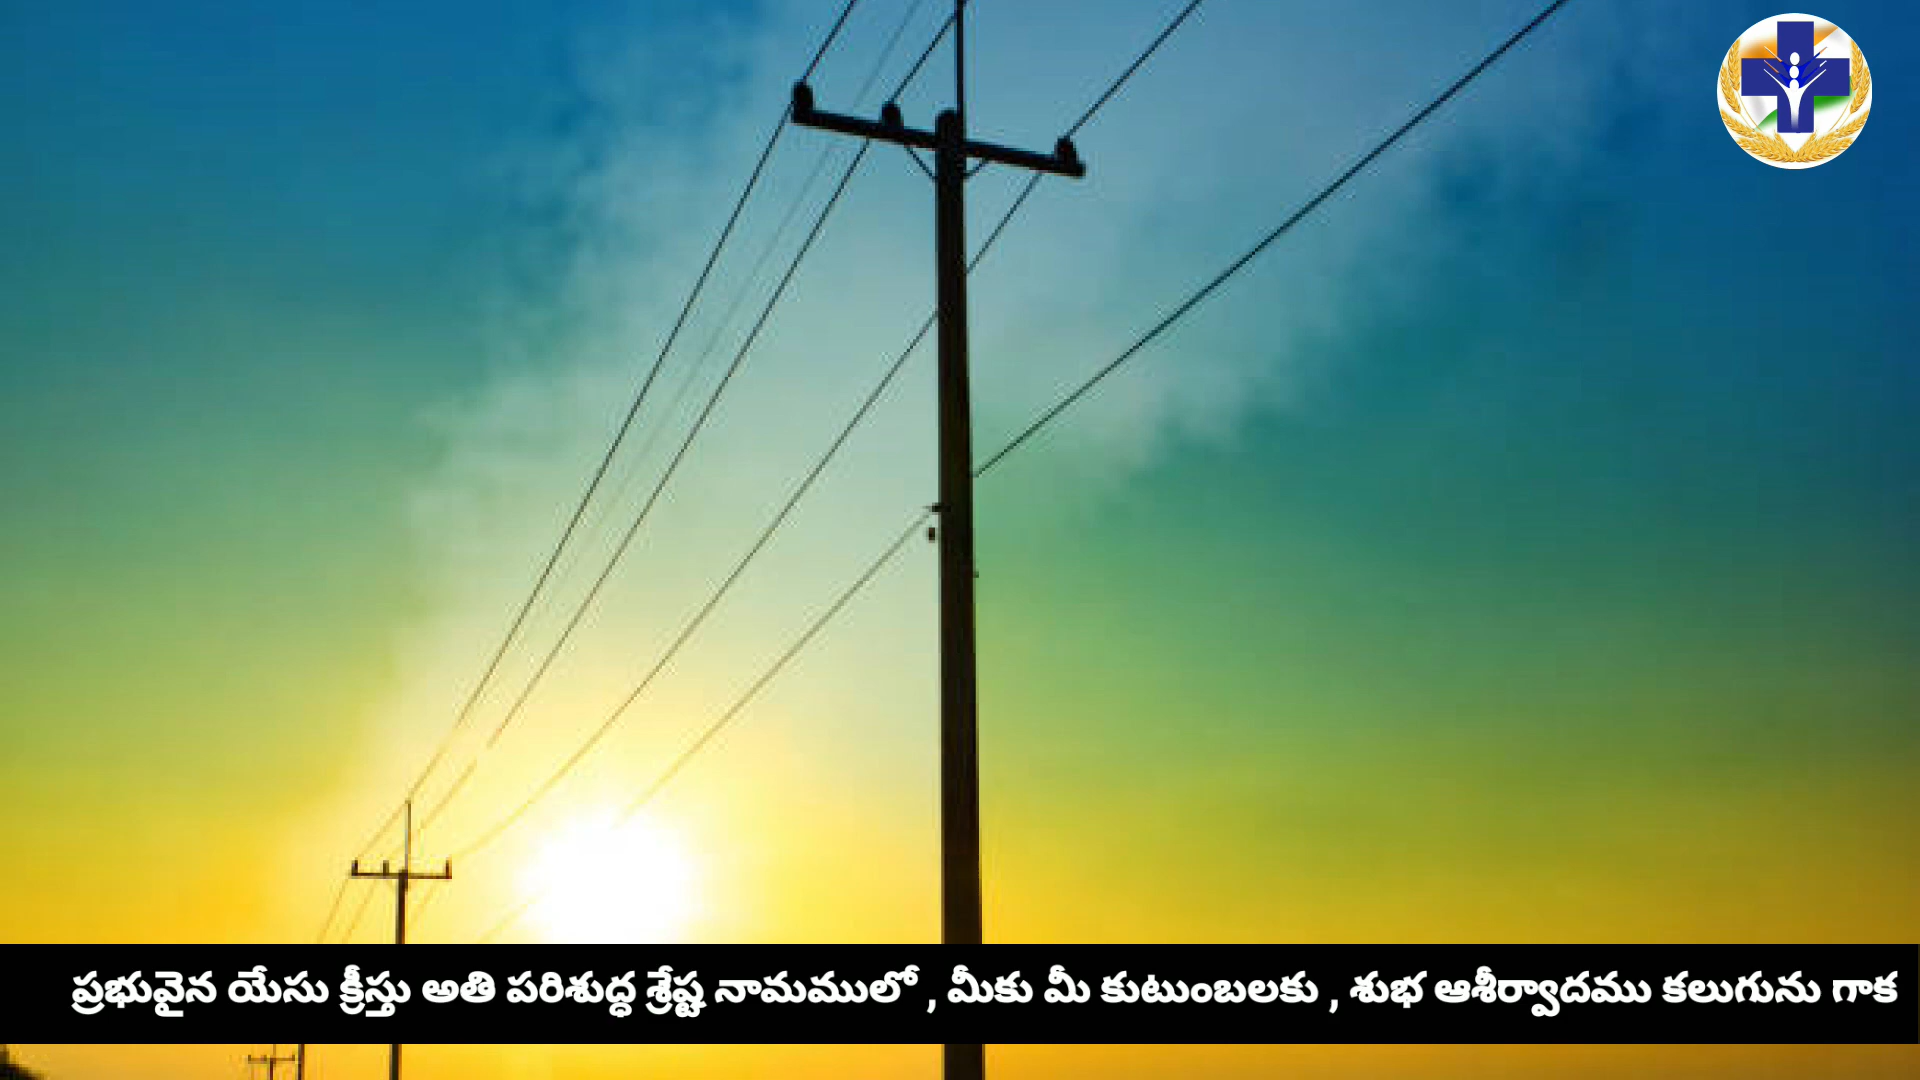 ప్రభువైన యేసు క్రీస్తు అతి పరిశుద్ధ శ్రేష్ట నామములో , మీకు మీ కుటుంబలకు , శుభ ఆశీర్వాదము కలుగును గాక